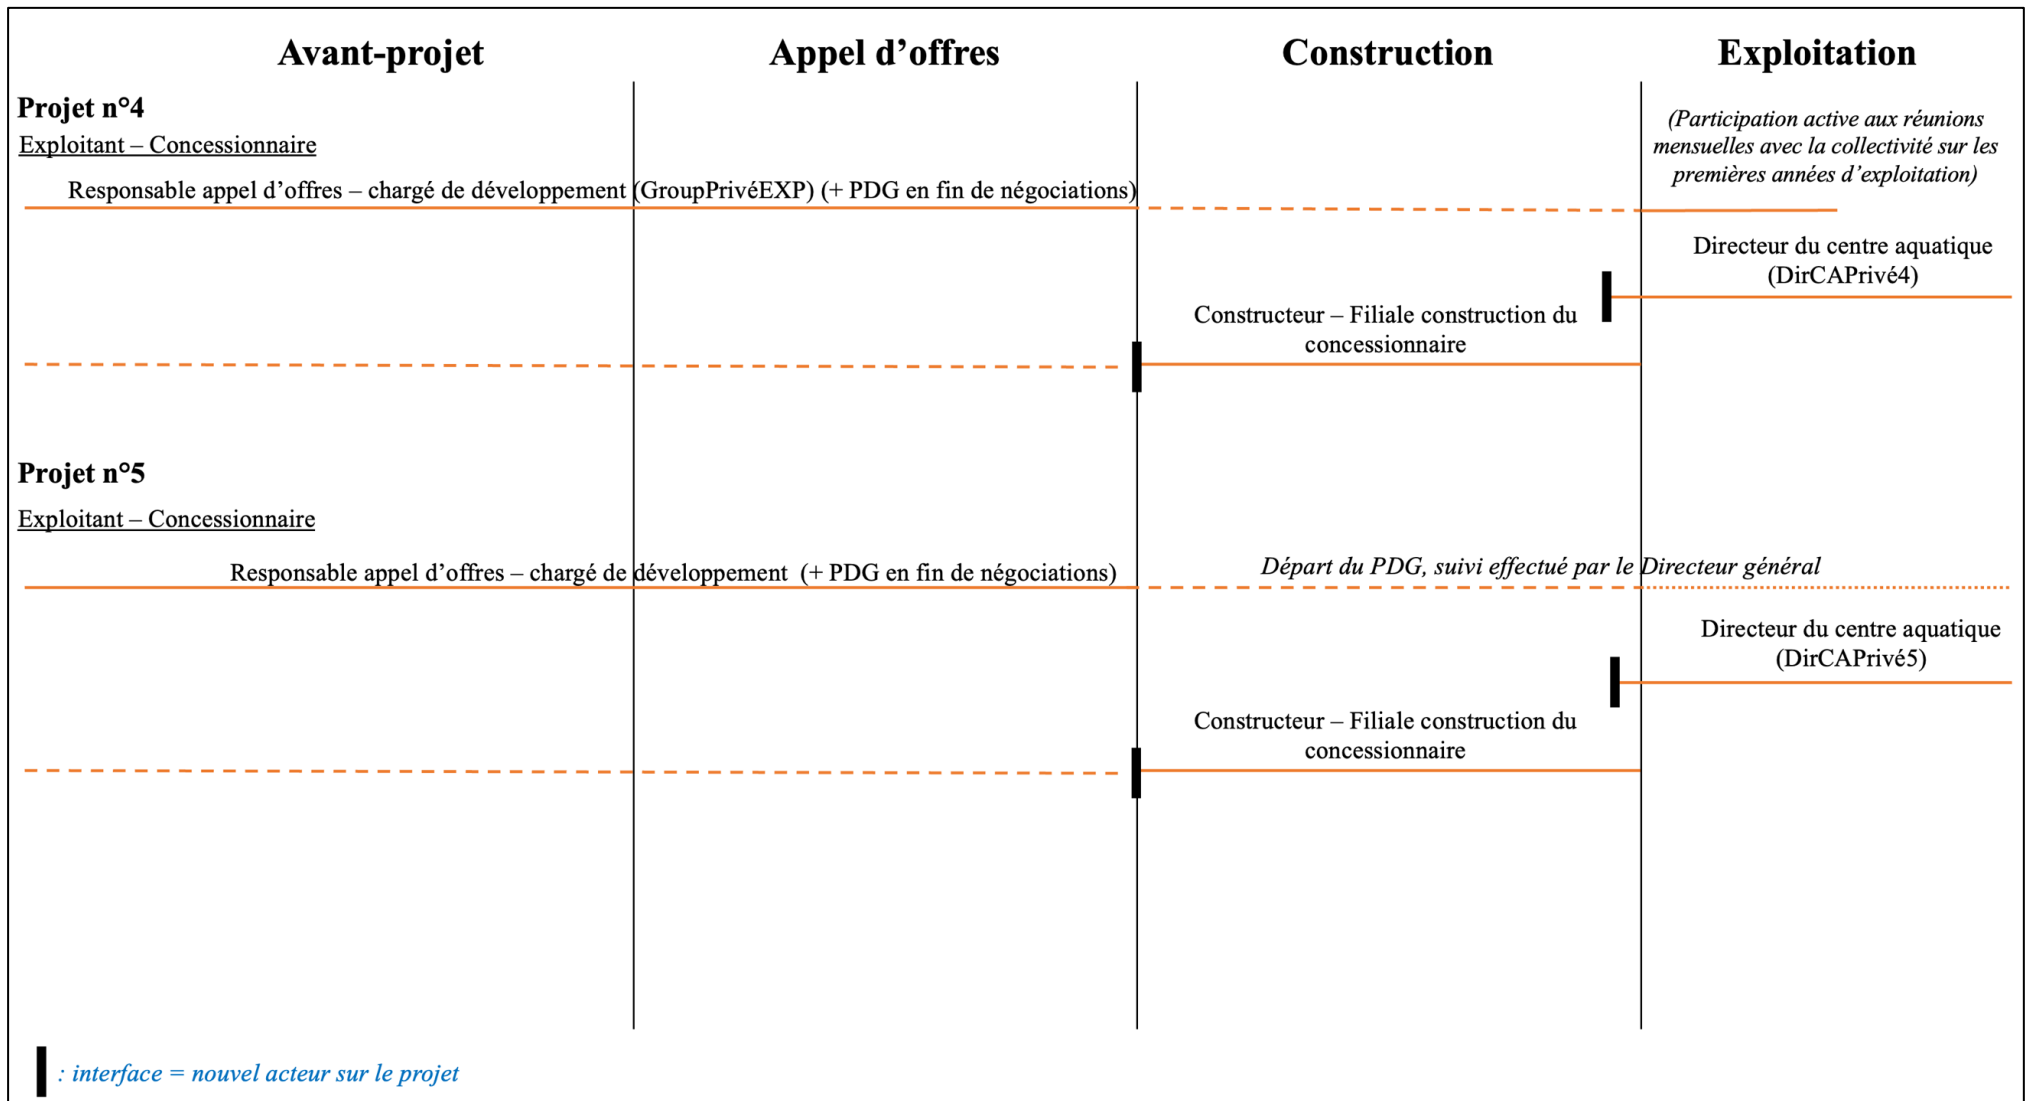 Avant-projet
Appel d’offres
Construction
Exploitation
Projet n°4
Exploitant – Concessionnaire
(Participation active aux réunions
mensuelles avec la collectivité sur les
premières années d’exploitation)
Responsable appel d’offres – chargé de développement (GroupPrivéEXP) (+ PDG en fin de négociations)
Directeur du centre aquatique
(DirCAPrivé4)
Constructeur – Filiale construction du
concessionnaire
Projet n°5
Exploitant – Concessionnaire
Responsable appel d’offres – chargé de développement (+ PDG en fin de négociations)
Départ du PDG, suivi effectué par le Directeur général
Directeur du centre aquatique
(DirCAPrivé5)
Constructeur – Filiale construction du
concessionnaire
: interface = nouvel acteur sur le projet